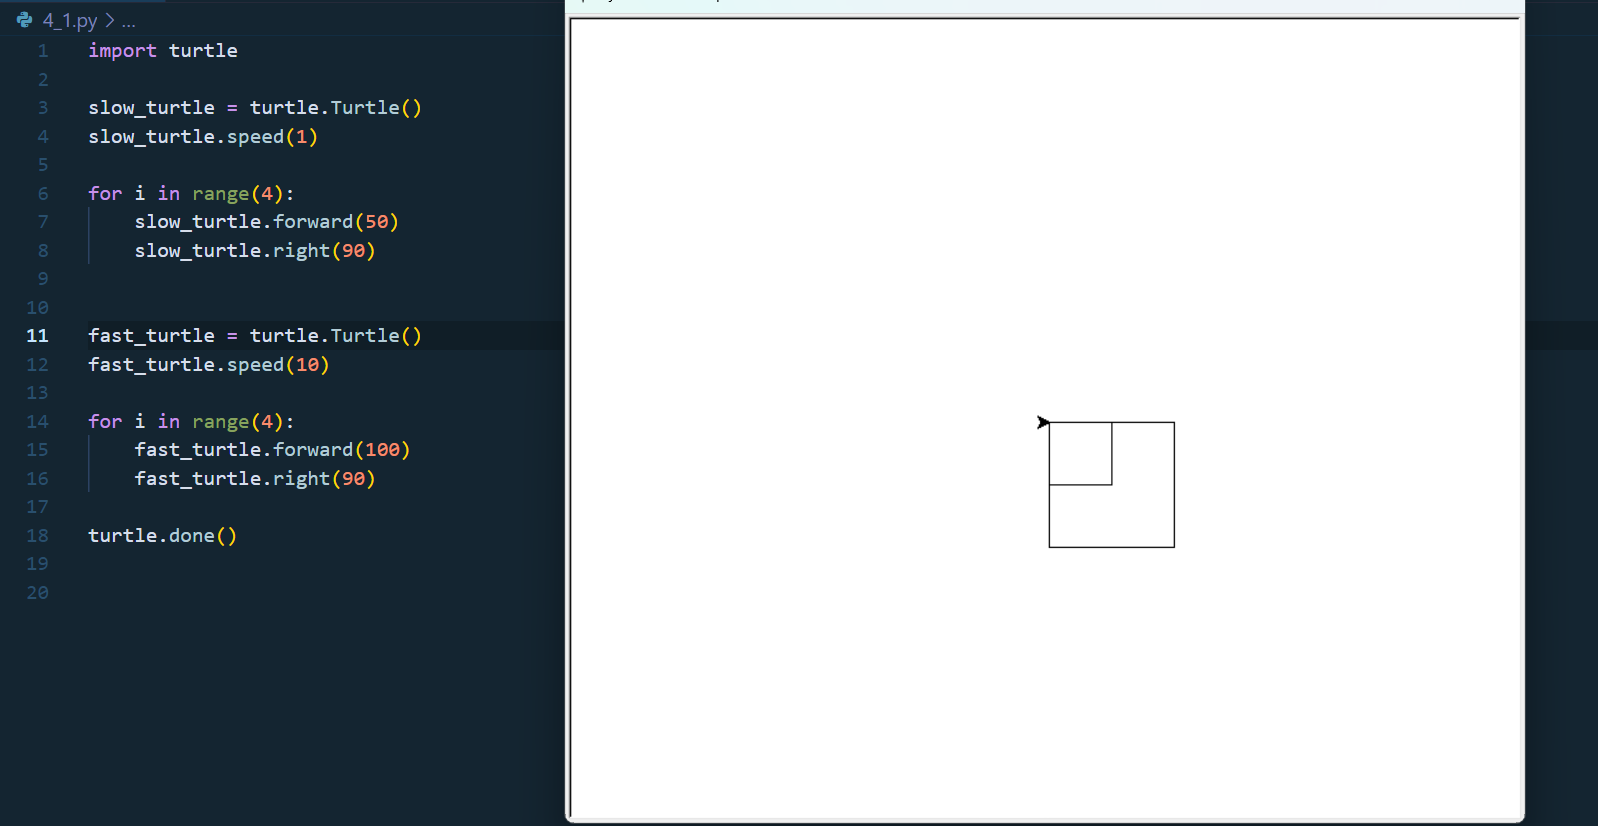 4_1.py > ...
1 import turtle
2
3 slow_turtle = turtle.Turtle()
4 slow_turtle.speed(1)
5
6 for i in range(4):
7     slow_turtle.forward(50)
8     slow_turtle.right(90)
9
10
11 fast_turtle = turtle.Turtle()
12 fast_turtle.speed(10)
13
14 for i in range(4):
15     fast_turtle.forward(100)
16     fast_turtle.right(90)
17
18 turtle.done()
19
20